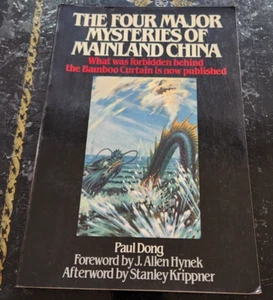 THE FOUR MAJOR
MYSTERIES OF
MAINLAND CHINA
What was forbidden behind
the Bamboo Curtain is now published
Paul Dong
Foreword by J. Allen Hynek
Afterword by Stanley Krippner